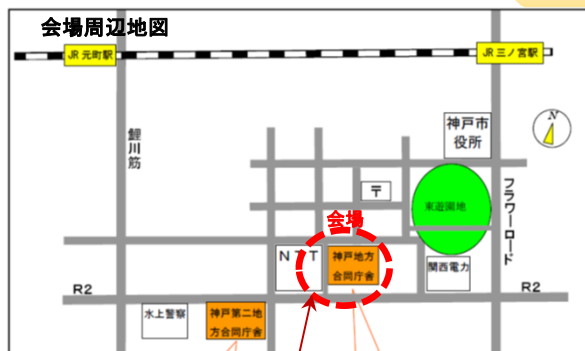 会場周辺地図
JR 元町駅
JR 三ノ宮駅
N
神戸市
役所
鯉川筋
〒
東遊園地
フラワーロード
会場
NTT
神戸地方
合同庁舎
関西電力
R2
R2
水上警察
神戸第二地
方合同庁舎